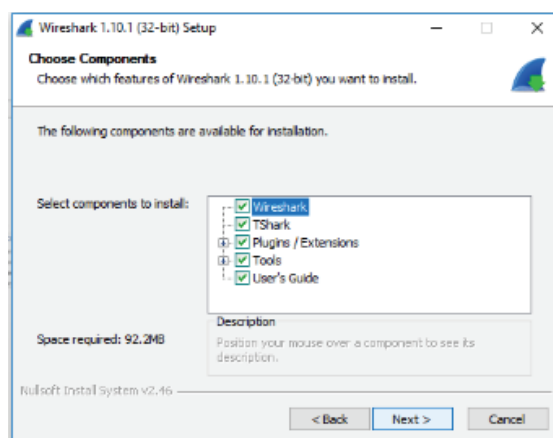 Wireshark 1.10.1 (32-bit) Setup
Choose Components
Choose which features of Wireshark 1.10.1 (32-bit) you want to install.
The following components are available for installation.
Select components to install:
Wireshark
TShark
Plugins / Extensions
Tools
User's Guide
Space required: 92.2MB
Description
Position your mouse over a component to see its
description.
Nullsoft Install System v2.46
< Back
Next >
Cancel